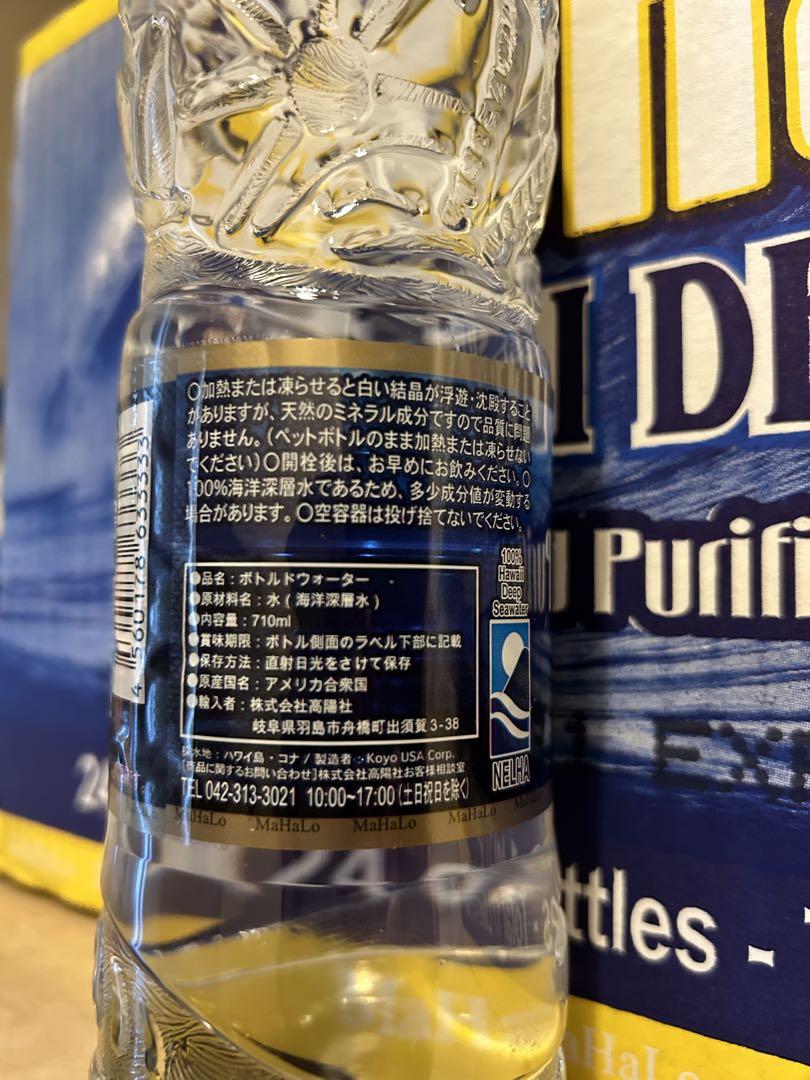 〇加熱または凍らせると白い結晶が浮遊・沈殿すること
がありますが、天然のミネラル成分ですので品質に問題
ありません。(ペットボトルのまま加熱または凍らせない
でください)〇開栓後は、お早めにお飲みください。〇
100%海洋深層水であるため、多少成分値が変動する
場合があります。〇空容器は投げ捨てないでください。
●品名:ボトルドウォーター
●原材料名:水(海洋深層水)
●内容量:710ml
●賞味期限:ボトル側面のラベル下部に記載
●保存方法:直射日光をさけて保存
●原産国名:アメリカ合衆国
●輸入者:株式会社高陽社
岐阜県羽島市舟橋町出須賀3-38
採水地:ハワイ島・コナ/製造者:Koyo USA Corp.
[商品に関するお問い合わせ]株式会社高陽社お客様相談室
TEL 042-313-3021 10:00~17:00(土日祝日を除く)
MaHaLo MaHaLo MaHaLo MaHaLo
100%
Hawaii
Deep
Seawater
NELHA
4 560178 633333
I DE
Purifi
EXP
24
ttles -
MaHaLo